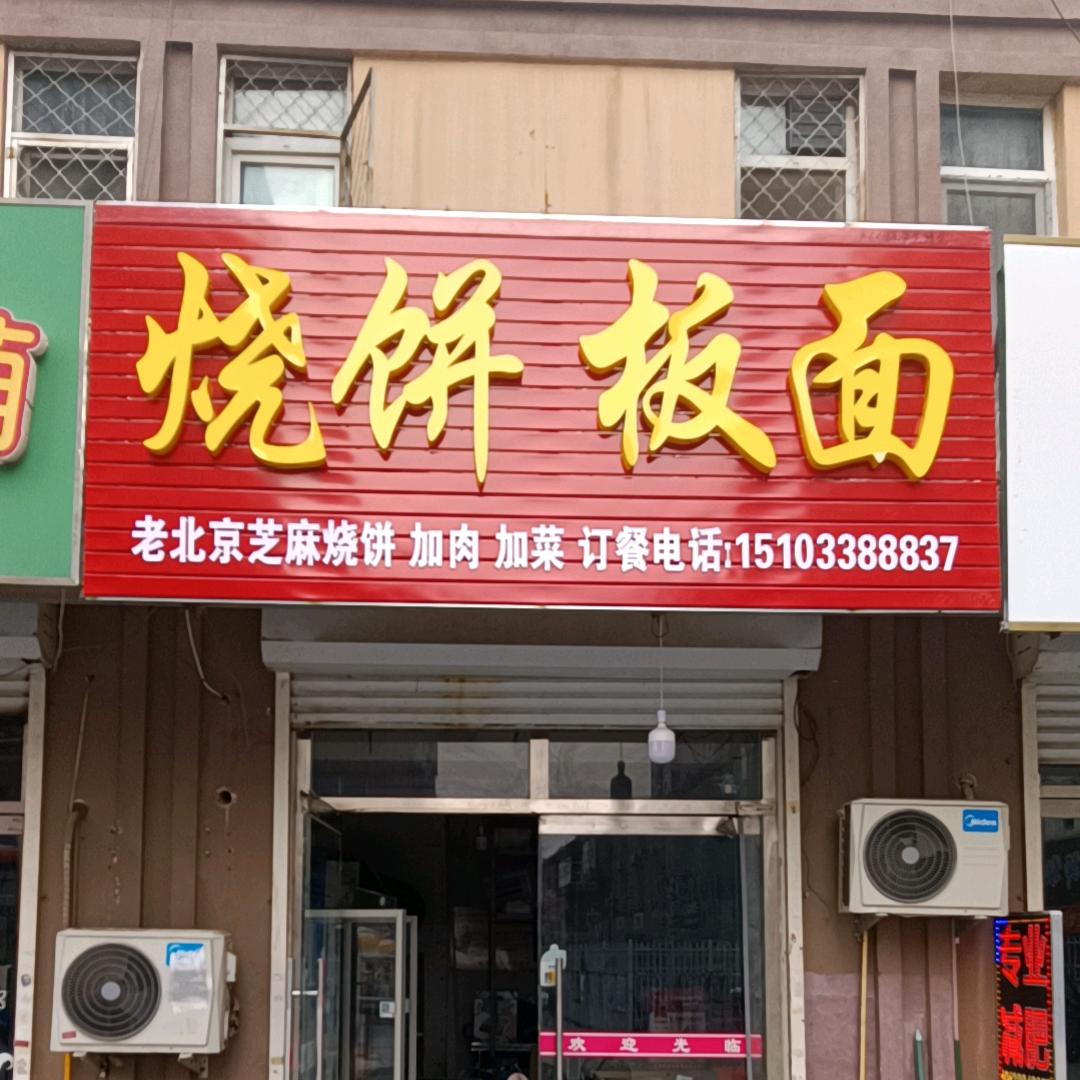 烧饼 板面
老北京芝麻烧饼 加肉 加菜 订餐电话:15103388837
Midea
欢迎光临
专业